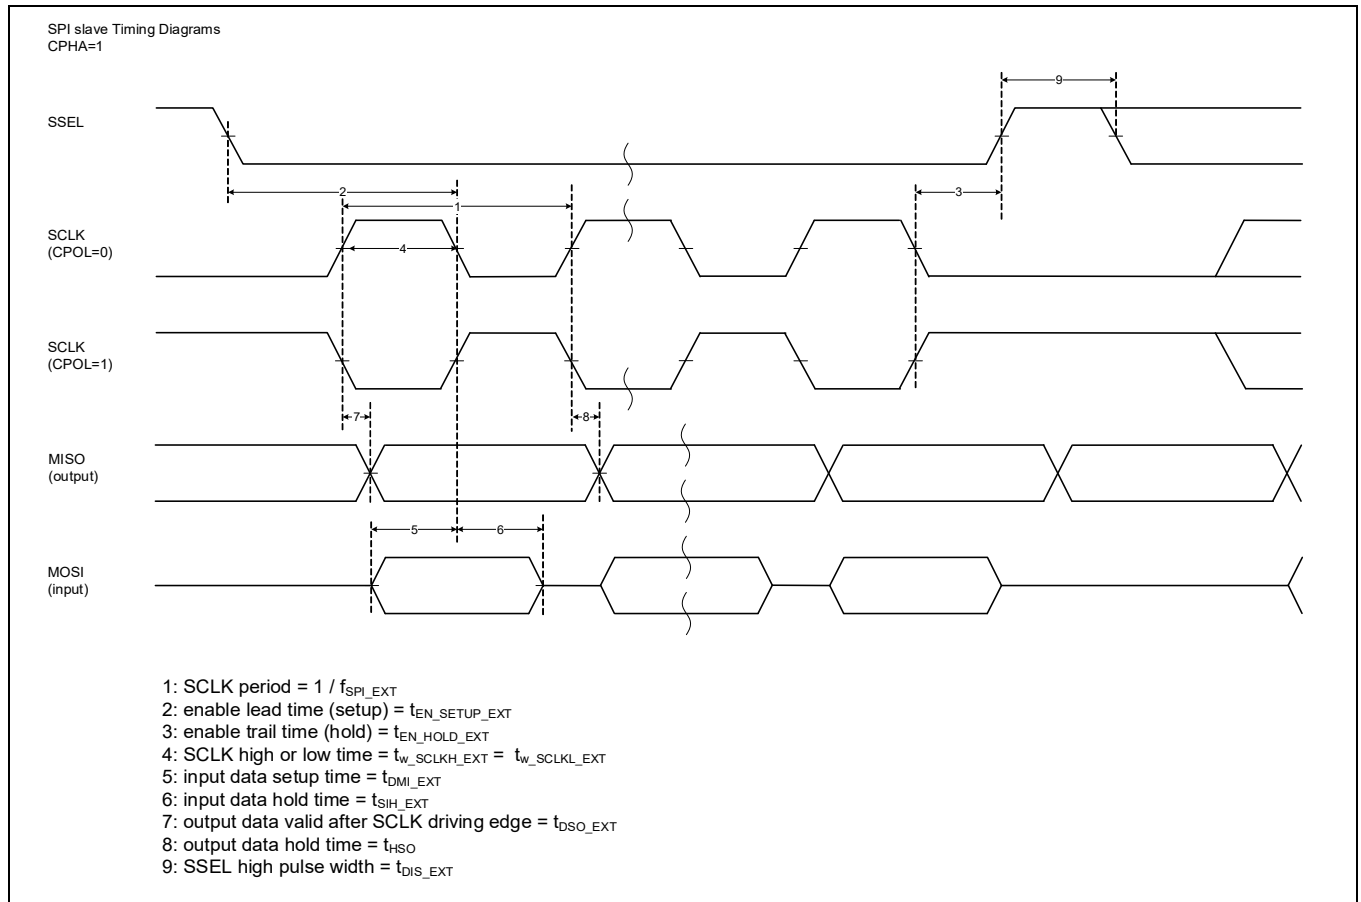 SPI slave Timing Diagrams
CPHA=1
9
SSEL
2
3
1
SCLK
(CPOL=0)
4
SCLK
(CPOL=1)
7
8
MISO
(output)
5
6
MOSI
(input)
1: SCLK period = 1 / fSPI_EXT
2: enable lead time (setup) = tEN_SETUP_EXT
3: enable trail time (hold) = tEN_HOLD_EXT
4: SCLK high or low time = tw_SCLKH_EXT = tw_SCLKL_EXT
5: input data setup time = tDMI_EXT
6: input data hold time = tSIH_EXT
7: output data valid after SCLK driving edge = tDSO_EXT
8: output data hold time = tHSO
9: SSEL high pulse width = tDIS_EXT